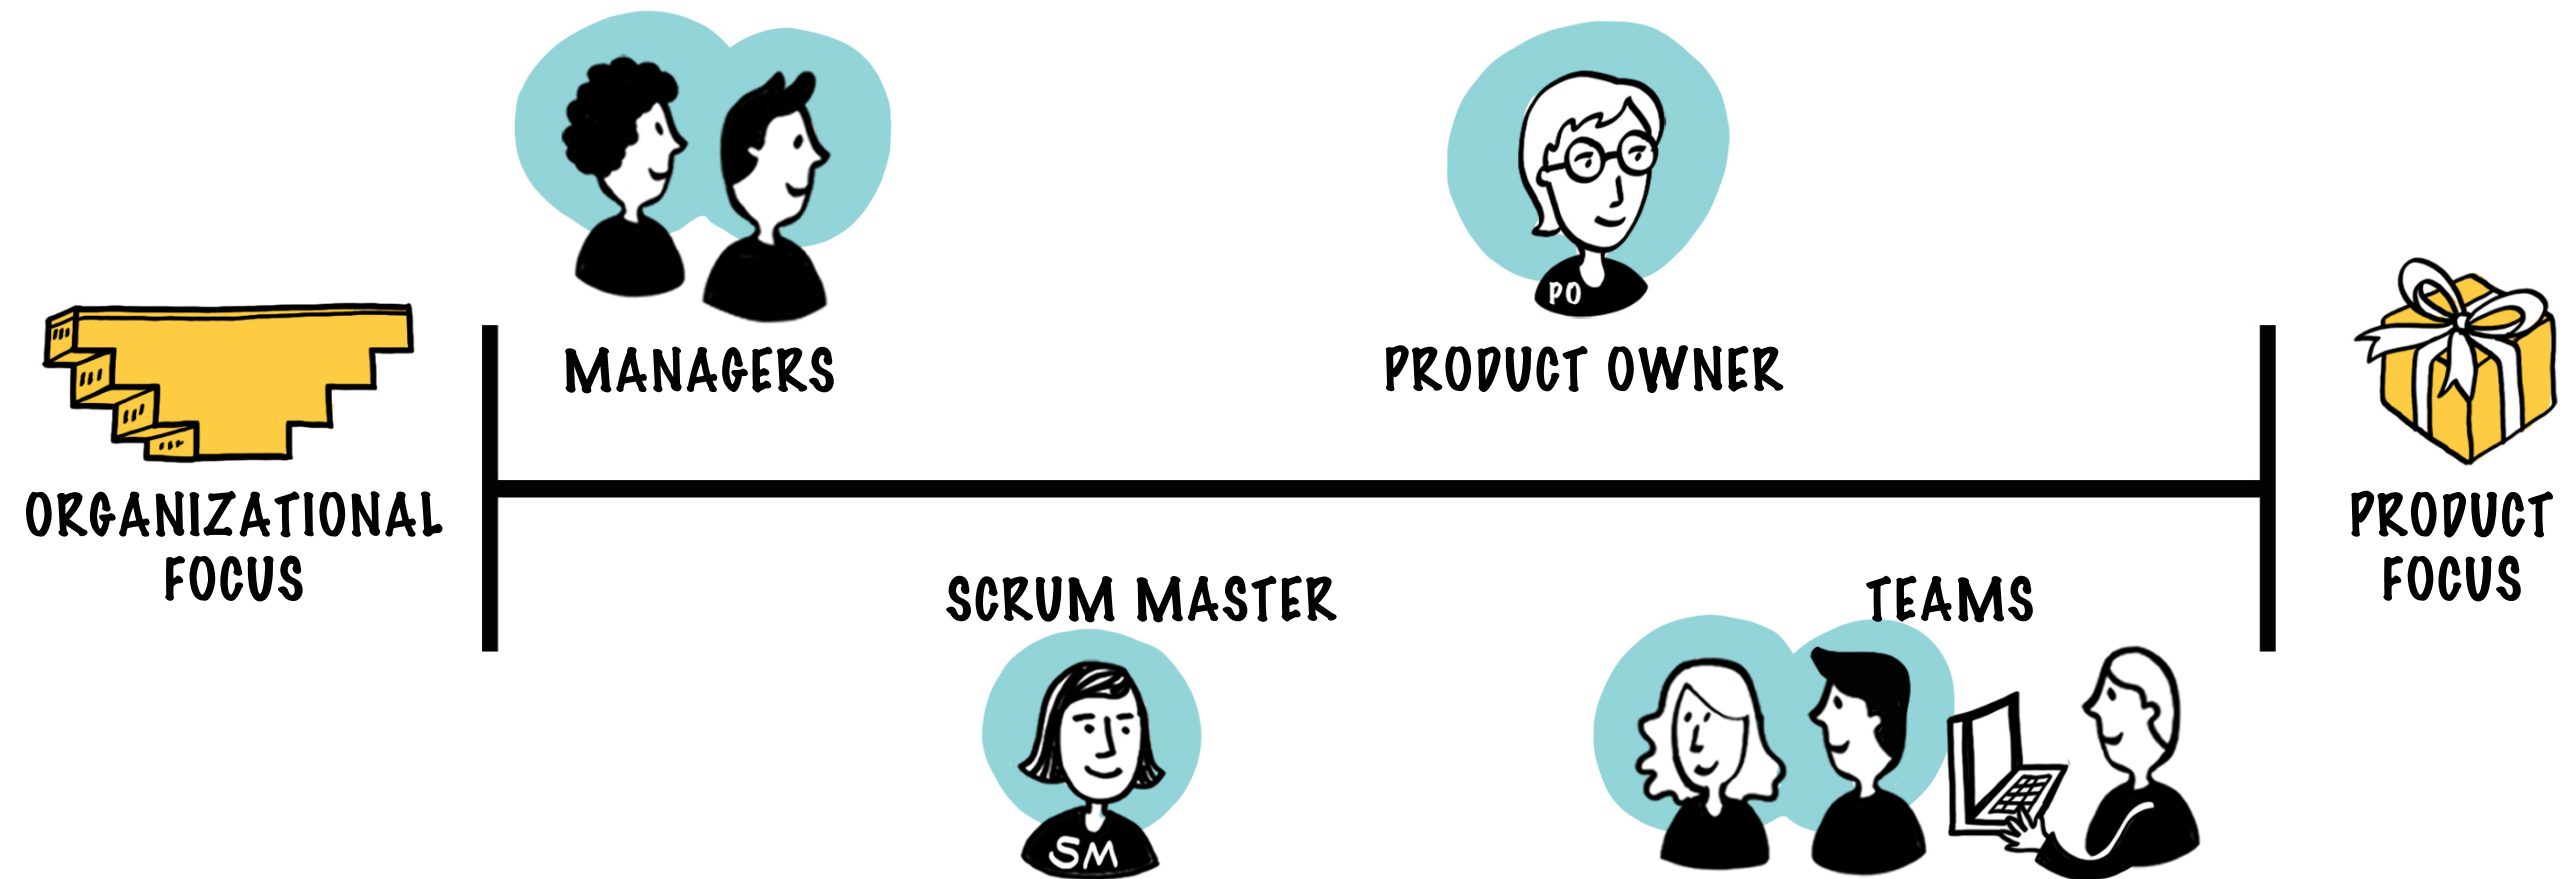 MANAGERS
PRODUCT OWNER
PO
ORGANIZATIONAL
FOCUS
PRODUCT
FOCUS
SCRUM MASTER
TEAMS
SM